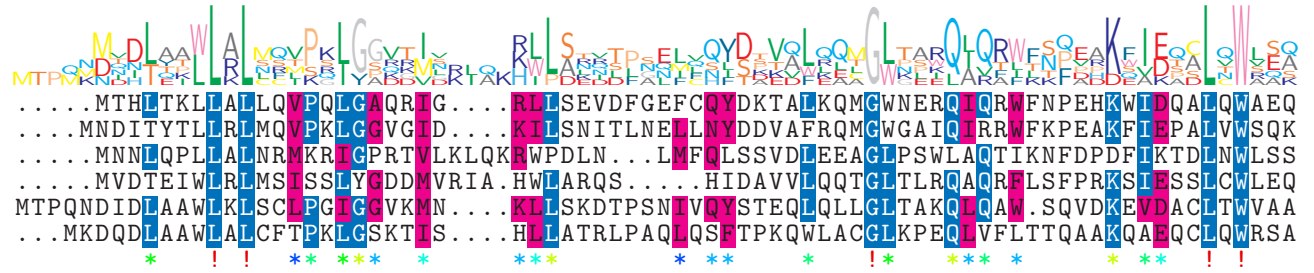 .....MTHLTKLLALLQVPQLGAQRIG....RLLSEVDFGEFCQYDKTALKQMGWNERQIQRWFNPEHKWIDQALQWAEQ
....MNDITYTLLRLMQVPKLGGVGID....KILSNITLNELLNYDDVAFRQMGWGAIQIRRWFKPEAKFIEPALVWSQK
.....MNNLQPLLALNRMKRIGPRTVLKLQKRWPDLN...LMFQLSSVDLEEAGLPSWLAQTIKNFDPDFIKTDLNWLSS
.....MVDTEIWLRLMSISSLYGDDMVRIA.HWLARQS.....HIDAVVLQQTGLTLRQAQRFLSFPRKSIESSLCWLEQ
MTPQNDIDLAAWLKLSCLPGIGGVKMN....KLLSKDTPSNIVQYSTEQLQLLGLTAKQLQAW.SQVDKEVDACLTWVAA
...MKDQDLAAWLALCFTPKLGSKTIS....HLLATRLPAQLQSFTPKQWLACGLKPEQLVFLTTQAAKQAEQCLQWRSA
* ! ! * * * * * * * * * * * * * ! * * * * * * * ! !